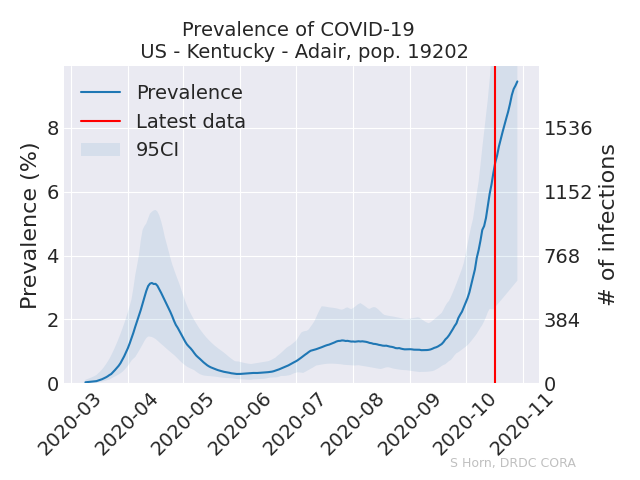 Prevalence of COVID-19
US - Kentucky - Adair, pop. 19202
Prevalence
Latest data
95CI
Prevalence (%)
8
6
4
2
0
1536
1152
768
384
0
# of infections
2020-03
2020-04
2020-05
2020-06
2020-07
2020-08
2020-09
2020-10
2020-11
S Horn, DRDC CORA